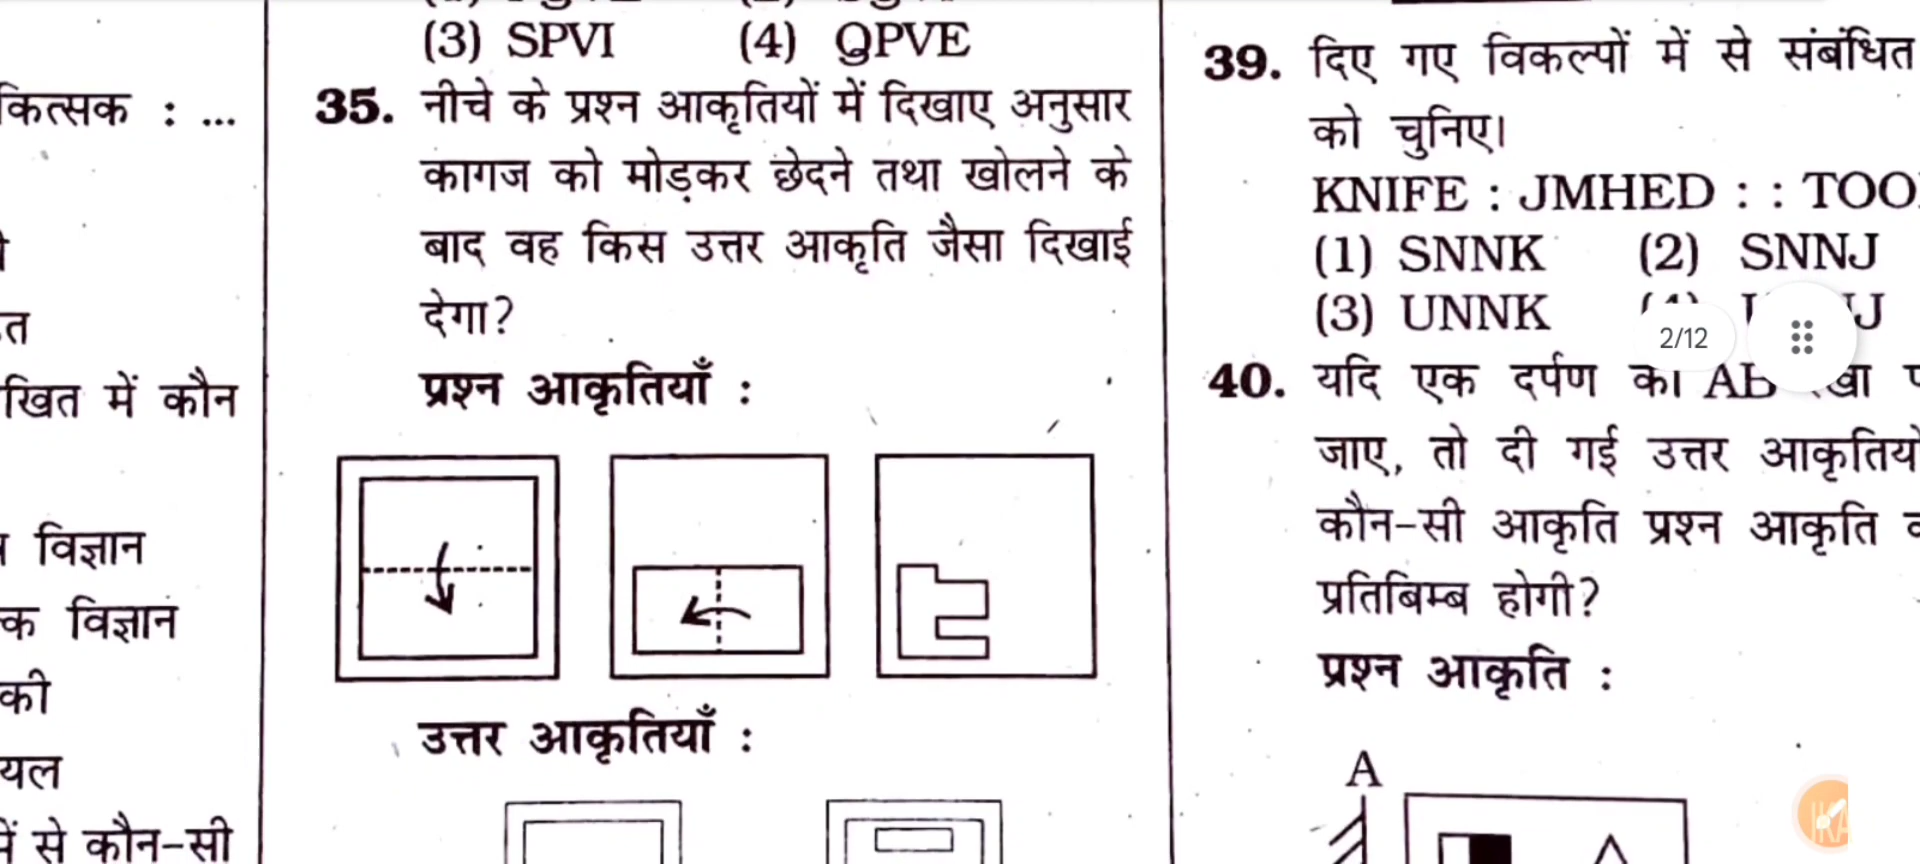 (3) SPVI (4) QPVE
35. नीचे के प्रश्न आकृतियों में दिखाए अनुसार
कागज को मोड़कर छेदने तथा खोलने के
बाद वह किस उत्तर आकृति जैसा दिखाई
देगा?
प्रश्न आकृतियाँ :
उत्तर आकृतियाँ :
कित्सक : ...
त
खित में कौन
विज्ञान
क विज्ञान
की
यल
में से कौन-सी
39. दिए गए विकल्पों में से संबंधित
को चुनिए।
KNIFE : JMHED : : TOO
(1) SNNK (2) SNNJ
(3) UNNK
2/12
40. यदि एक दर्पण को AB
जाए, तो दी गई उत्तर आकृतियों
कौन-सी आकृति प्रश्न आकृति
प्रतिबिम्ब होगी?
प्रश्न आकृति :
A